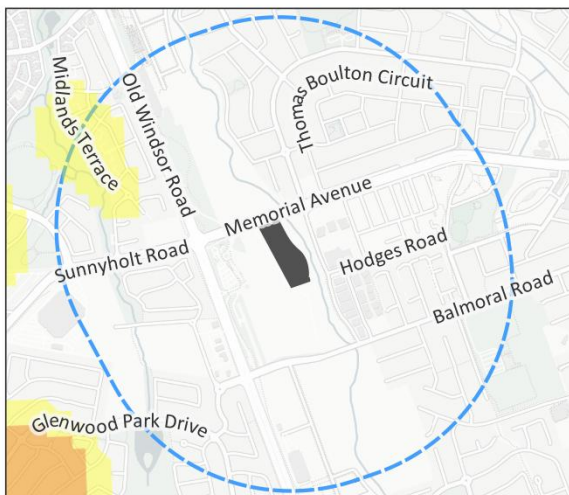 Midlands Terrace
Old Windsor Road
Thomas Boulton Circuit
Memorial Avenue
Sunnyholt Road
Hodges Road
Balmoral Road
Glenwood Park Drive